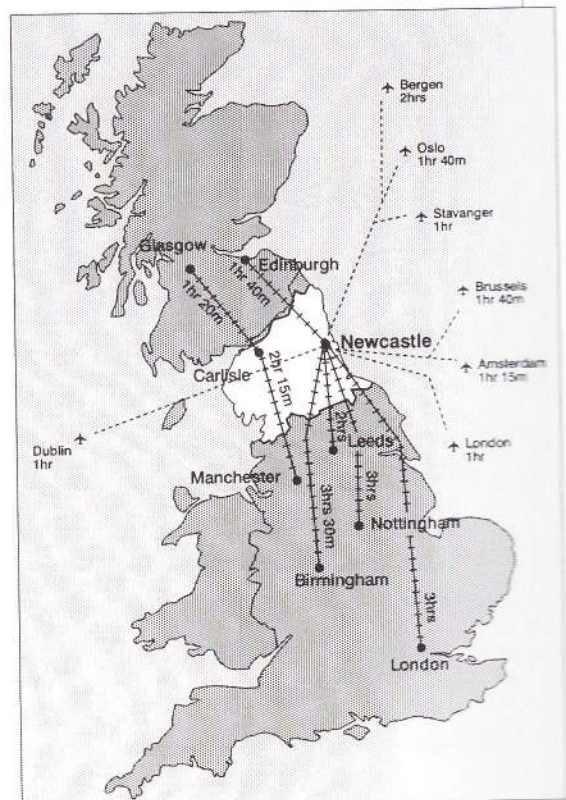 Bergen
2hrs
Oslo
1hr 40m
Stavanger
1hr
Glasgow
Edinburgh
1hr 20m
1hr 40m
Brussels
1hr 40m
Newcastle
Carlisle
2hr 15m
Amsterdam
1hr 15m
Dublin
1hr
2hrs
Leeds
London
1hr
Manchester
3hrs 30m
3hrs
Nottingham
Birmingham
3hrs
London